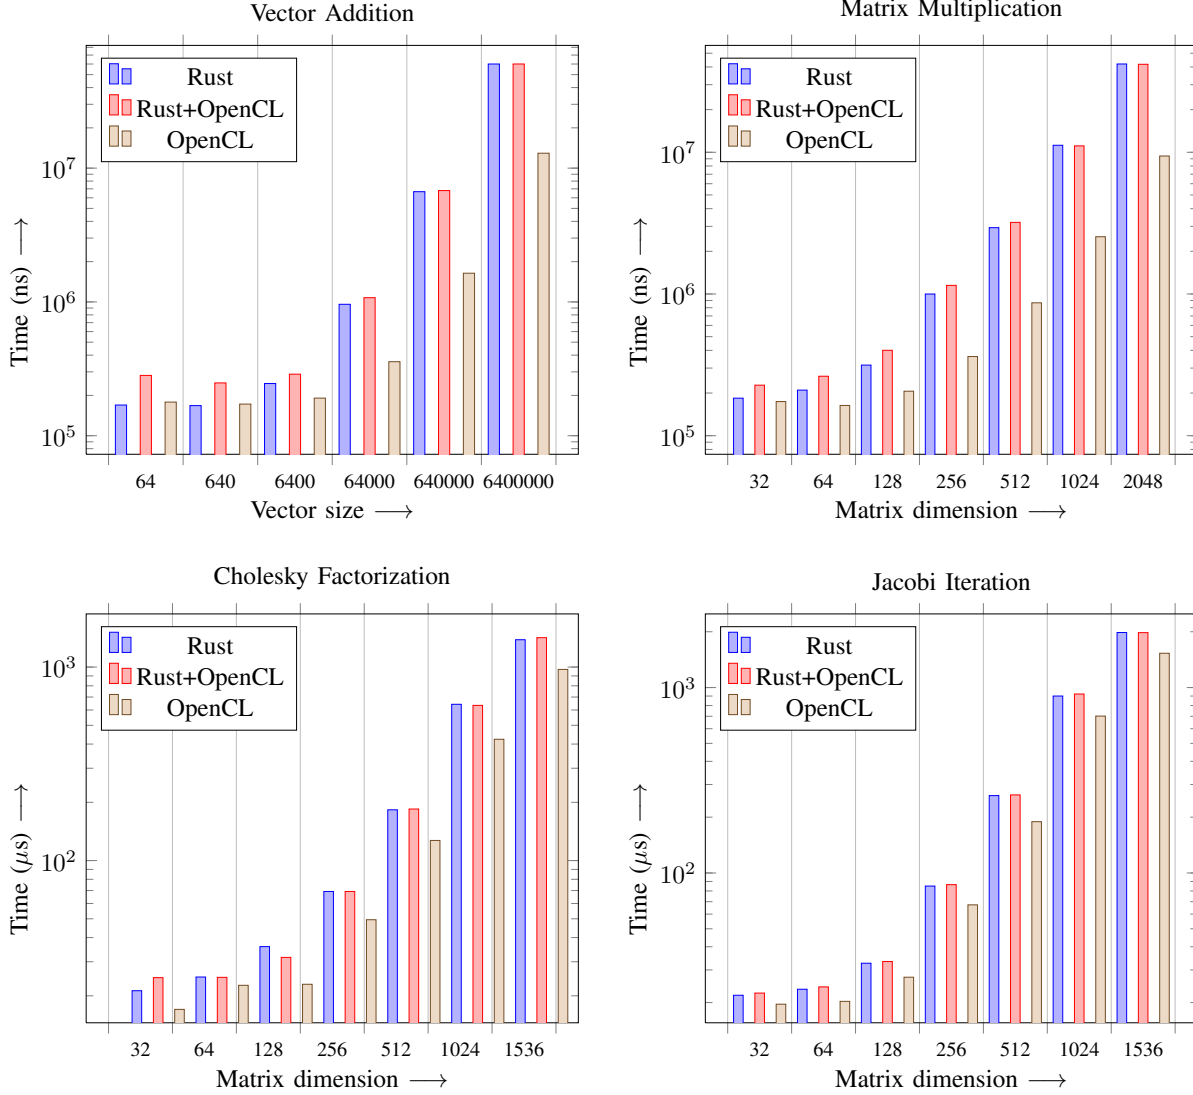 Vector Addition
Rust
Rust+OpenCL
OpenCL
10^7
10^6
10^5
Time (ns) ⟶
64 640 6400 64000 640000 6400000
Vector size ⟶
Matrix Multiplication
Rust
Rust+OpenCL
OpenCL
10^7
10^6
10^5
Time (ns) ⟶
32 64 128 256 512 1024 2048
Matrix dimension ⟶
Cholesky Factorization
Rust
Rust+OpenCL
OpenCL
10^3
10^2
Time (μs) ⟶
32 64 128 256 512 1024 1536
Matrix dimension ⟶
Jacobi Iteration
Rust
Rust+OpenCL
OpenCL
10^3
10^2
Time (μs) ⟶
32 64 128 256 512 1024 1536
Matrix dimension ⟶